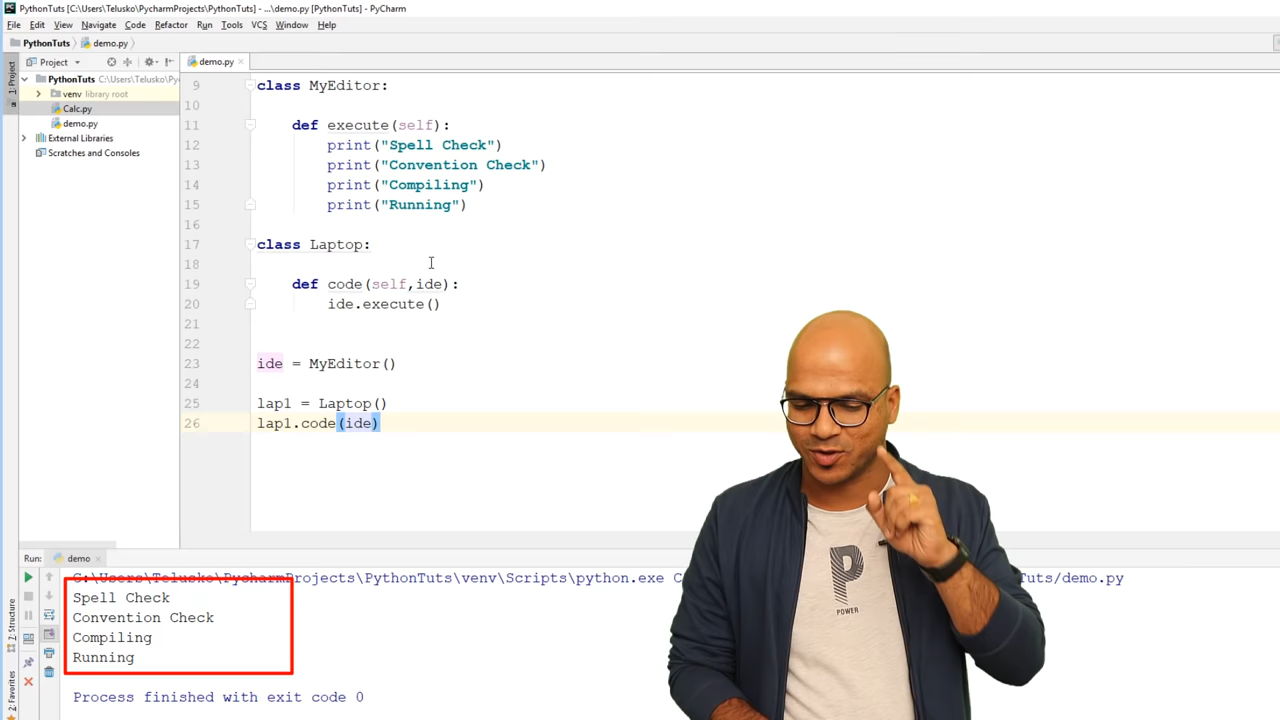 PythonTuts [C:\Users\Telusko\PycharmProjects\PythonTuts] - ...\demo.py [PythonTuts] - PyCharm
File Edit View Navigate Code Refactor Run Tools VCS Window Help
PythonTuts demo.py
Project demo.py
1: Project
PythonTuts C:\Users\Telusko\Py
venv library root
Calc.py
demo.py
External Libraries
Scratches and Consoles
9 class MyEditor:
10
11 def execute(self):
12 print("Spell Check")
13 print("Convention Check")
14 print("Compiling")
15 print("Running")
16
17 class Laptop:
18
19 def code(self,ide):
20 ide.execute()
21
22
23 ide = MyEditor()
24
25 lap1 = Laptop()
26 lap1.code(ide)
P
POWER
Run: demo
C:\Users\Telusko\PycharmProjects\PythonTuts\venv\Scripts\python.exe C Tuts/demo.py
Spell Check
Convention Check
Compiling
Running
Process finished with exit code 0
7: Structure
2: Favorites